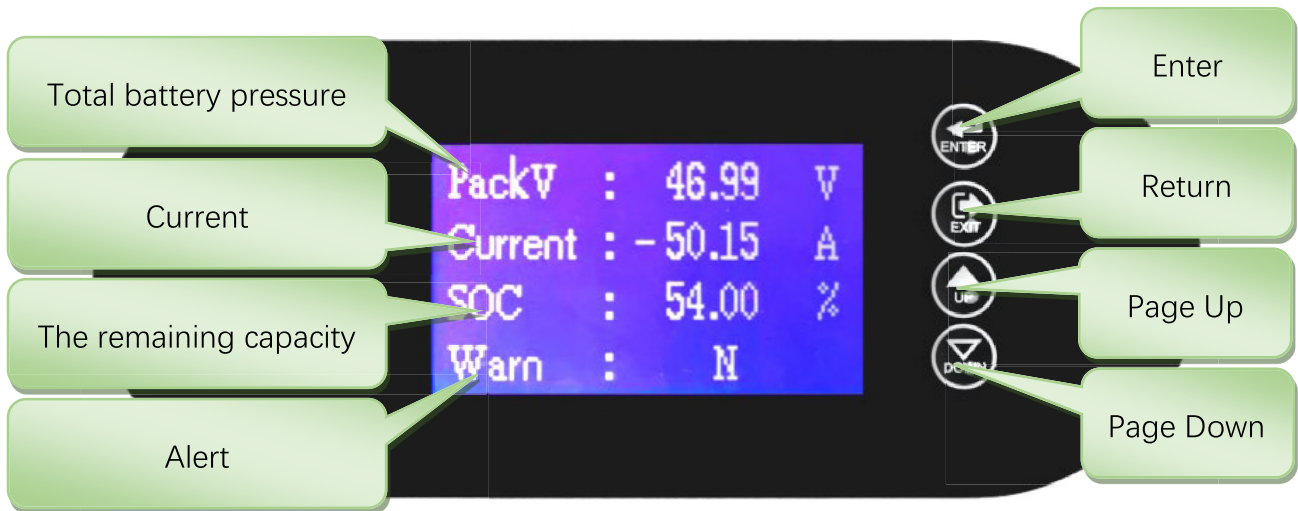 Total battery pressure
Current
The remaining capacity
Alert
PackV : 46.99 V
Current : -50.15 A
SOC : 54.00 %
Warn : N
ENTER
EXIT
UP
DOWN
Enter
Return
Page Up
Page Down